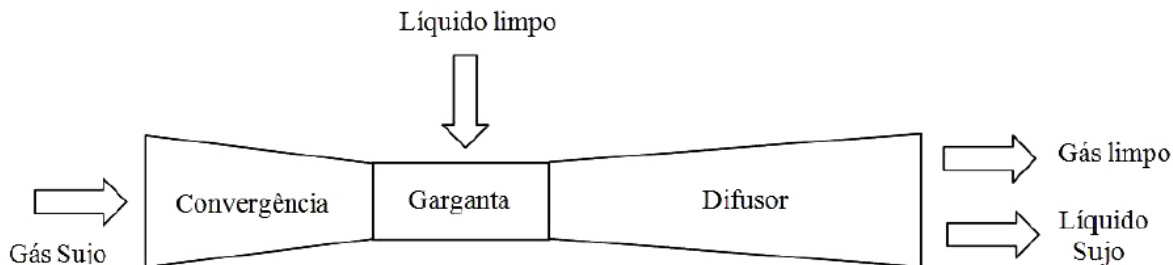 Líquido limpo
Gás Sujo
Convergência
Garganta
Difusor
Gás limpo
Líquido
Sujo